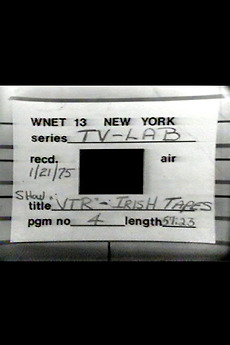 WNET 13 NEW YORK
series TV-LAB
recd. air
1/21/75
Show:
title VTR - IRISH TAPES
pgm no 4 length 57:23